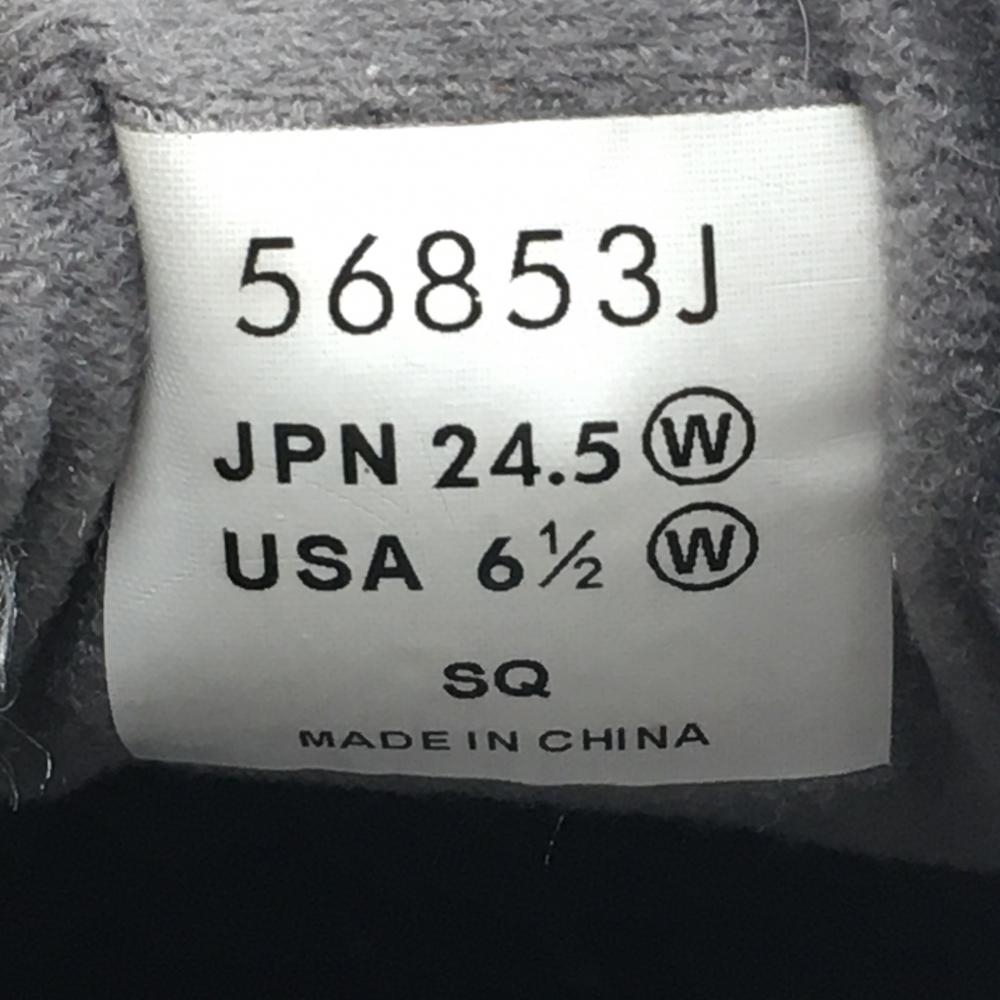 56853J
JPN 24.5 Ⓦ
USA 6½ Ⓦ
SQ
MADE IN CHINA